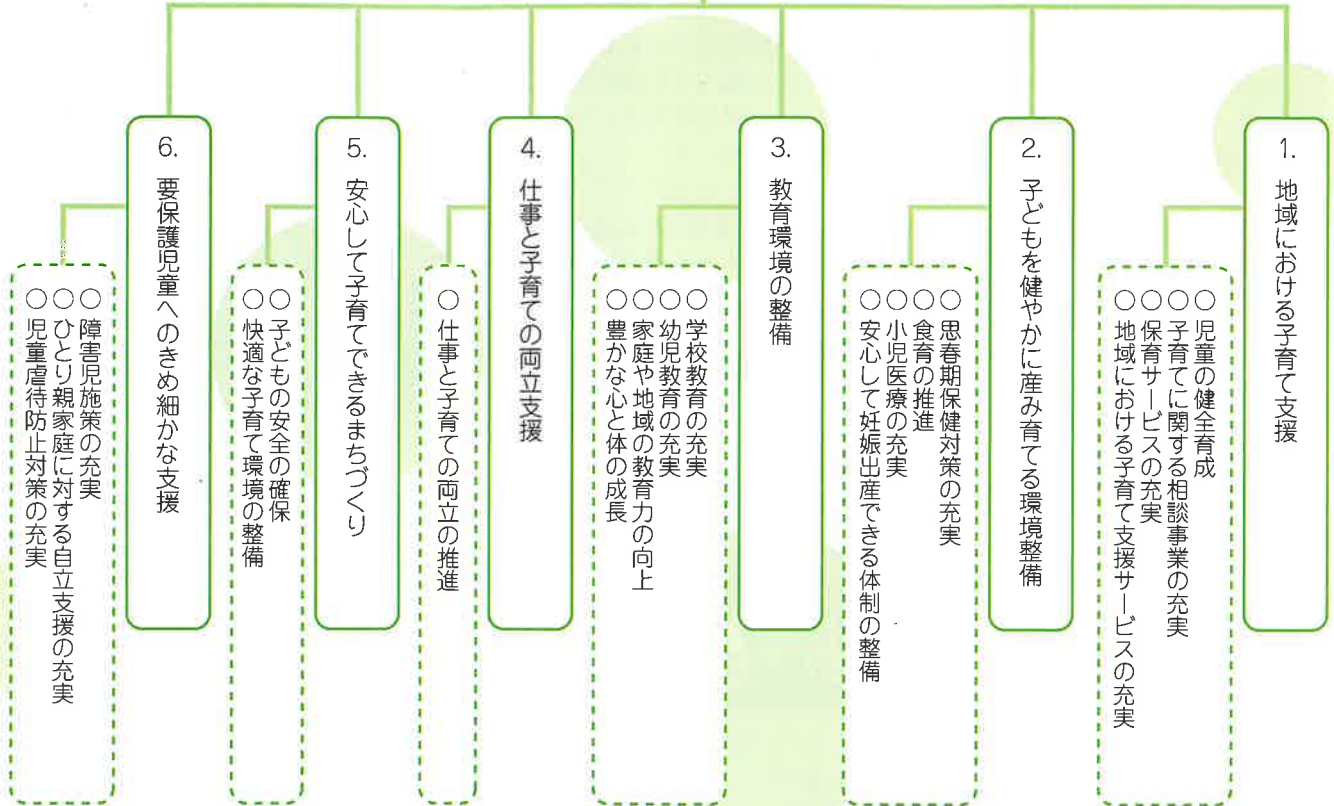 1. 地域における子育て支援
○ 児童の健全育成
○ 子育てに関する相談事業の充実
○ 保育サービスの充実
○ 地域における子育て支援サービスの充実
2. 子どもを健やかに産み育てる環境整備
○ 思春期保健対策の充実
○ 食育の推進
○ 小児医療の充実
○ 安心して妊娠出産できる体制の整備
3. 教育環境の整備
○ 学校教育の充実
○ 幼児教育の充実
○ 家庭や地域の教育力の向上
○ 豊かな心と体の成長
4. 仕事と子育ての両立支援
○ 仕事と子育ての両立の推進
5. 安心して子育てできるまちづくり
○ 子どもの安全の確保
○ 快適な子育て環境の整備
6. 要保護児童へのきめ細かな支援
○ 障害児施策の充実
○ ひとり親家庭に対する自立支援の充実
○ 児童虐待防止対策の充実